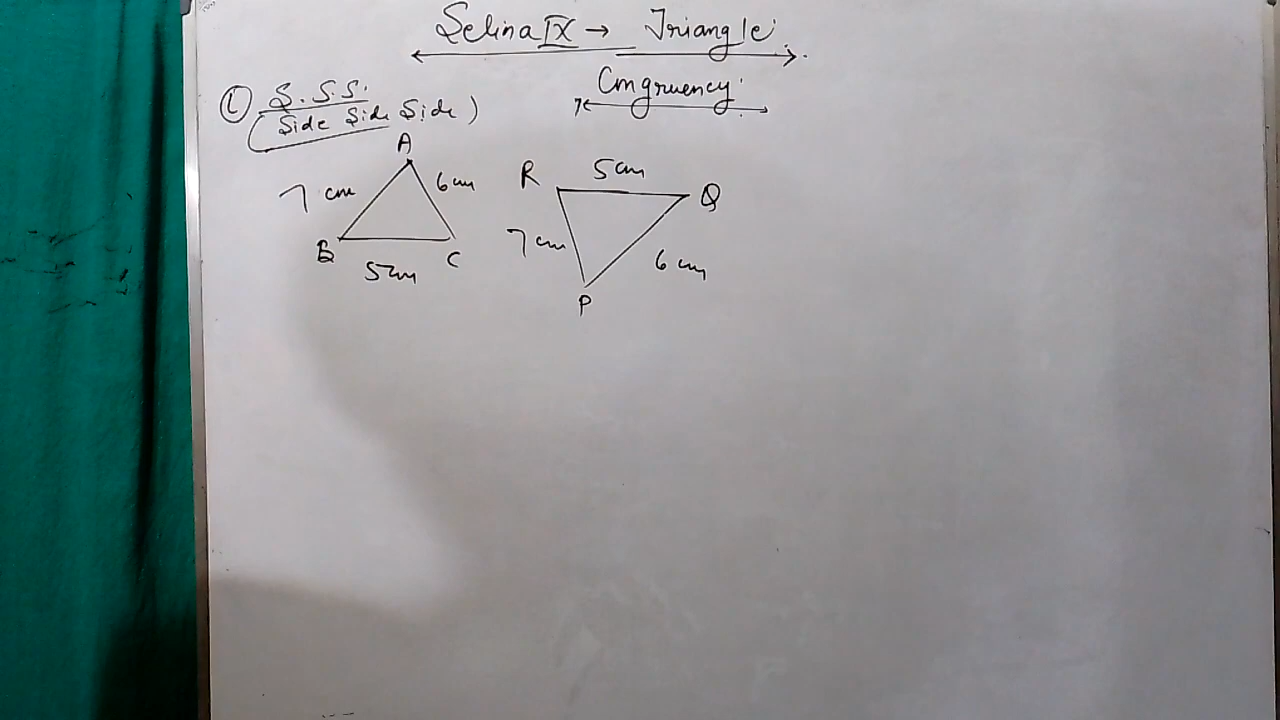 Selina IX → Triangle
Congruency
(i) S.S.S.
(Side Side Side)
A
7 cm
6 cm
B
C
5 cm
R
5 cm
Q
7 cm
6 cm
P